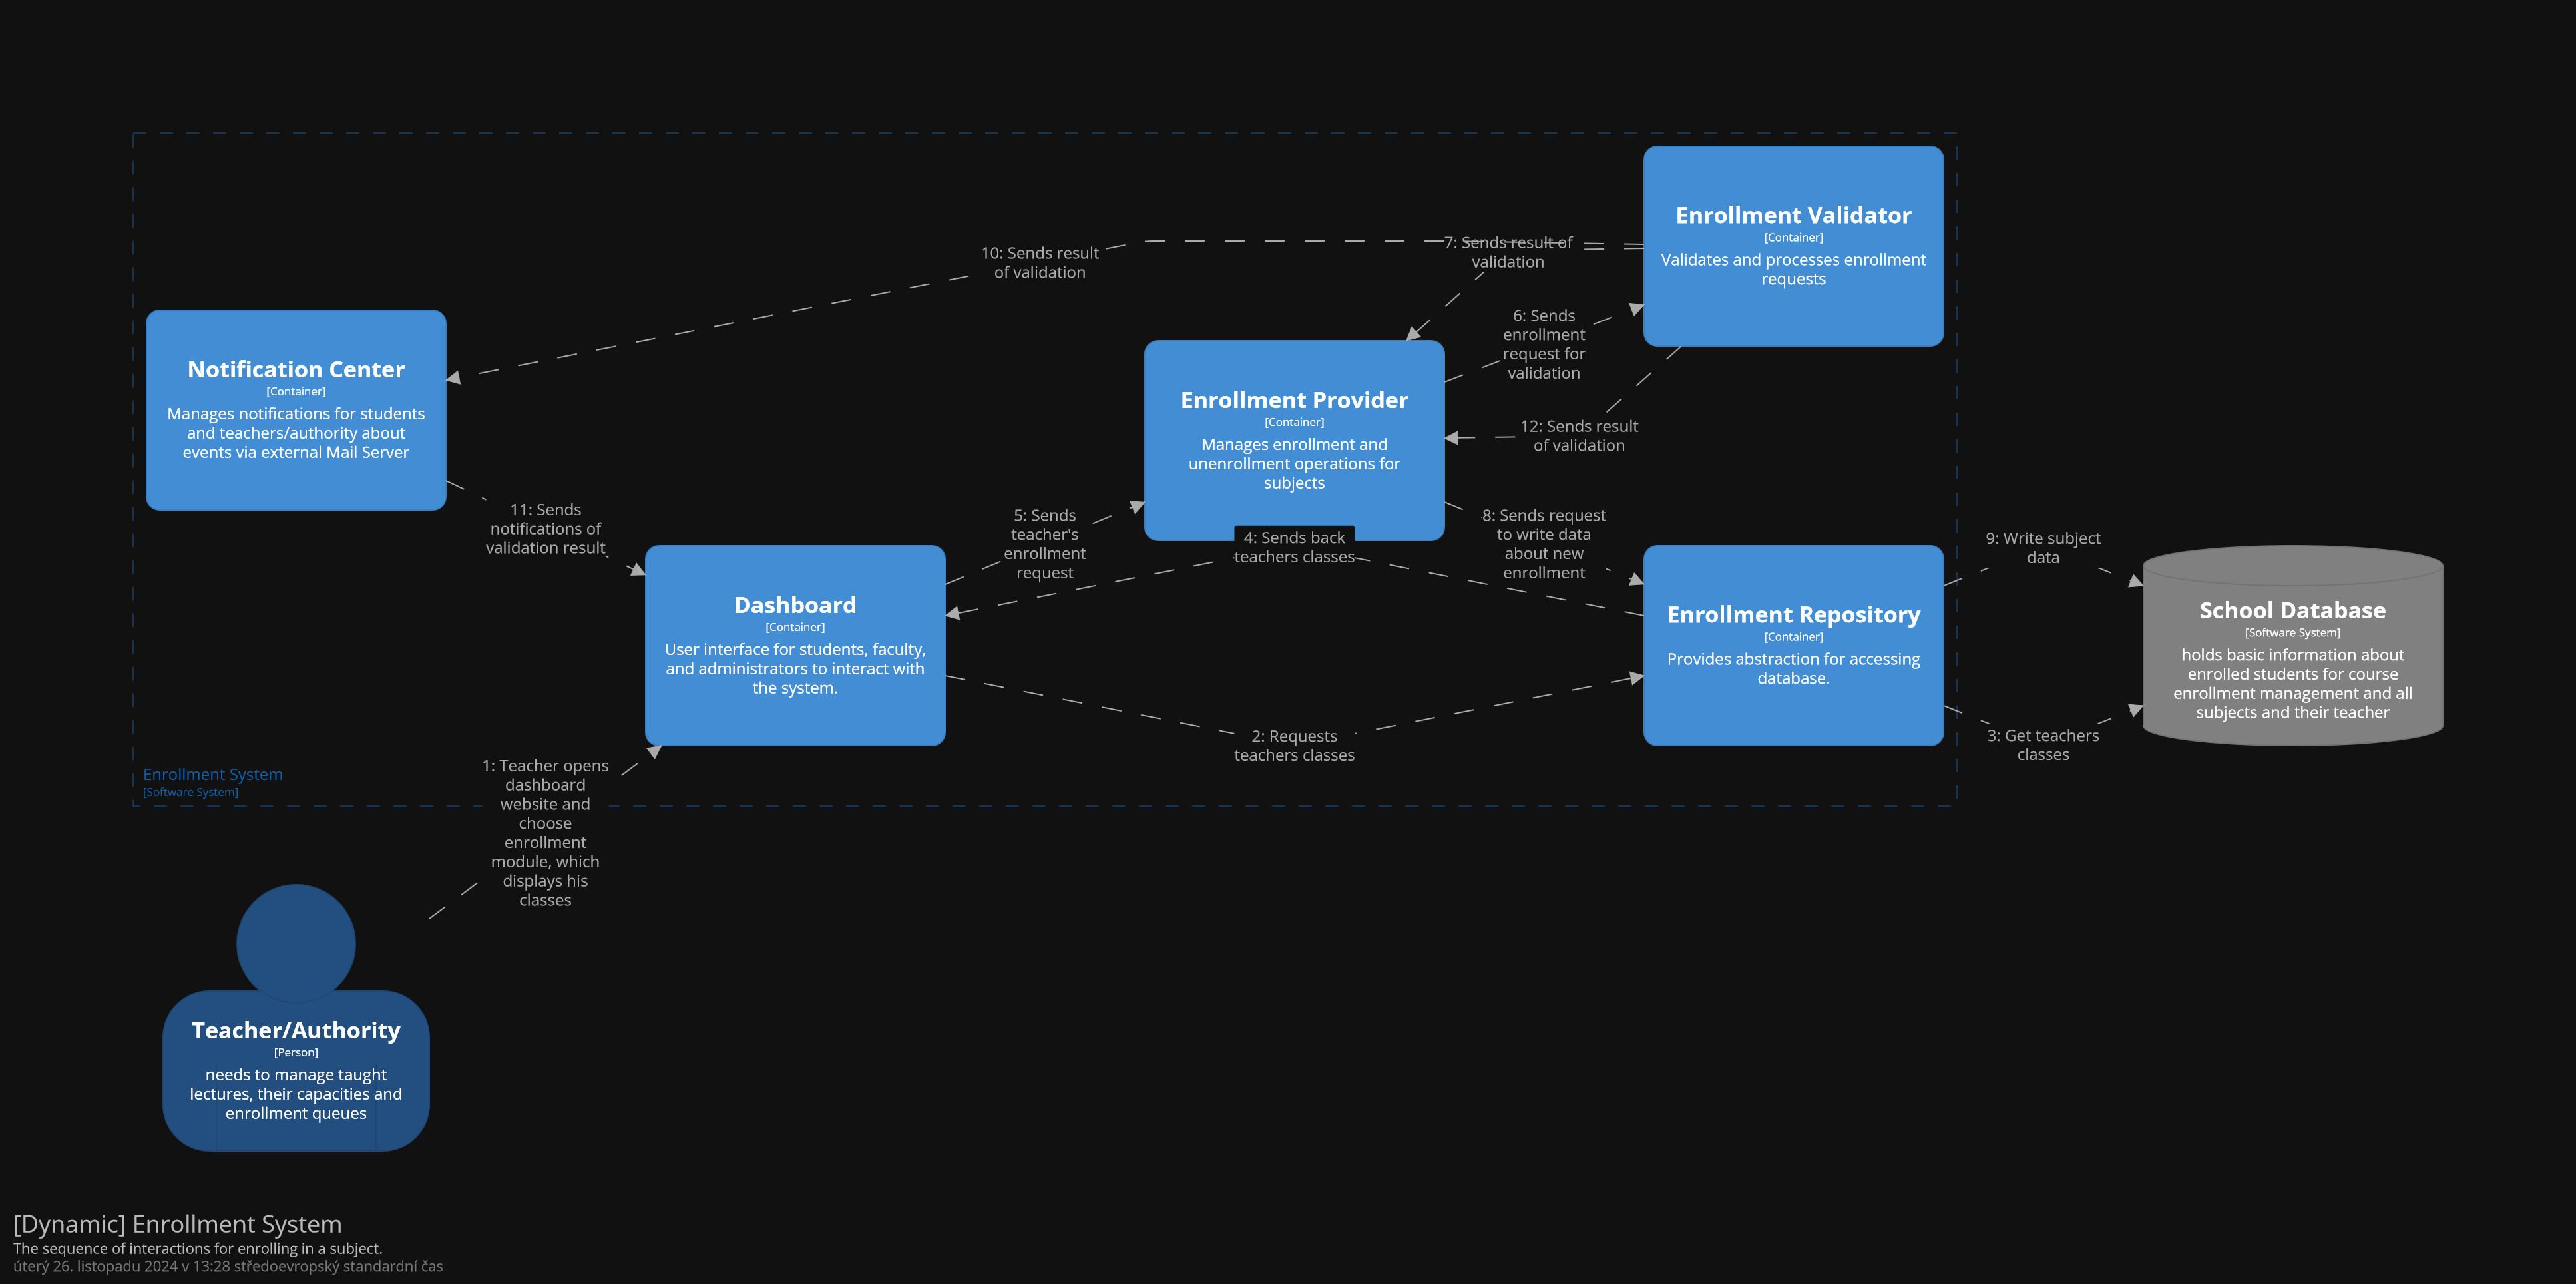 Enrollment Validator
[Container]
Validates and processes enrollment
requests
10: Sends result
of validation
7: Sends result of
validation
6: Sends
enrollment
request for
validation
Notification Center
[Container]
Manages notifications for students
and teachers/authority about
events via external Mail Server
Enrollment Provider
[Container]
Manages enrollment and
unenrollment operations for
subjects
12: Sends result
of validation
11: Sends
notifications of
validation result
5: Sends
teacher's
enrollment
request
4: Sends back
teachers classes
8: Sends request
to write data
about new
enrollment
9: Write subject
data
Dashboard
[Container]
User interface for students, faculty,
and administrators to interact with
the system.
Enrollment Repository
[Container]
Provides abstraction for accessing
database.
School Database
[Software System]
holds basic information about
enrolled students for course
enrollment management and all
subjects and their teacher
2: Requests
teachers classes
3: Get teachers
classes
Enrollment System
[Software System]
1: Teacher opens
dashboard
website and
choose
enrollment
module, which
displays his
classes
Teacher/Authority
[Person]
needs to manage taught
lectures, their capacities and
enrollment queues
[Dynamic] Enrollment System
The sequence of interactions for enrolling in a subject.
úterý 26. listopadu 2024 v 13:28 středoevropský standardní čas